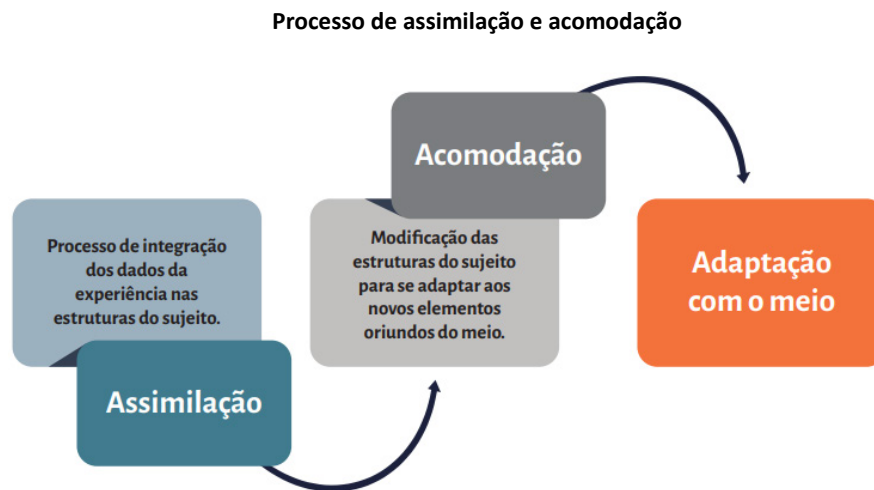 Processo de assimilação e acomodação
Processo de integração
dos dados da
experiência nas
estruturas do sujeito.
Assimilação
Acomodação
Modificação das
estruturas do sujeito
para se adaptar aos
novos elementos
oriundos do meio.
Adaptação
com o meio